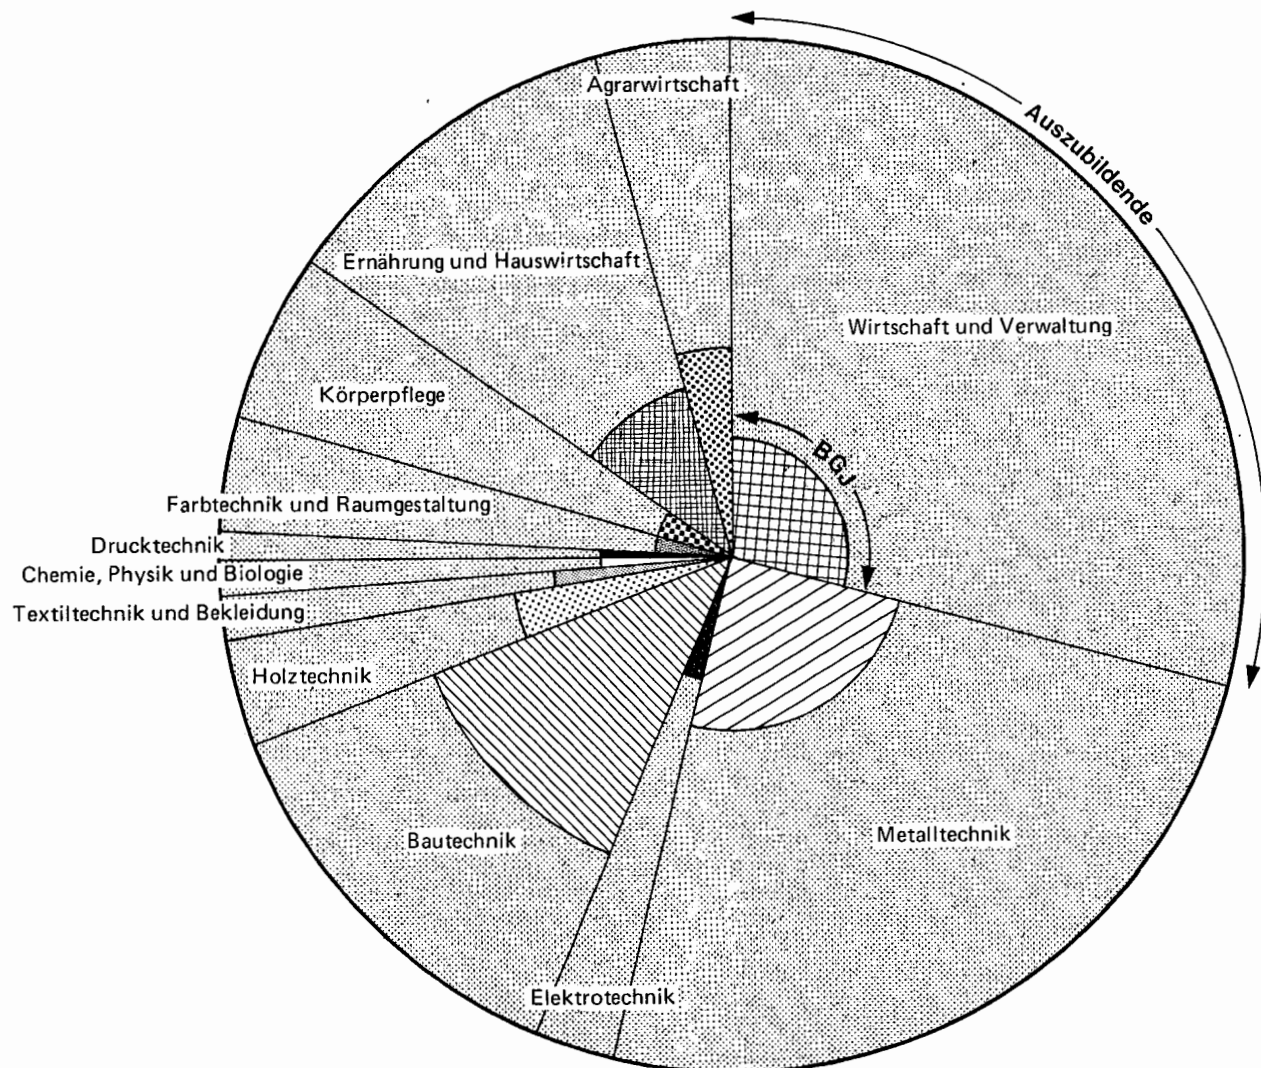 Agrarwirtschaft
Auszubildende
Ernährung und Hauswirtschaft
Wirtschaft und Verwaltung
Körperpflege
BGJ
Farbtechnik und Raumgestaltung
Drucktechnik
Chemie, Physik und Biologie
Textiltechnik und Bekleidung
Holztechnik
Bautechnik
Metalltechnik
Elektrotechnik